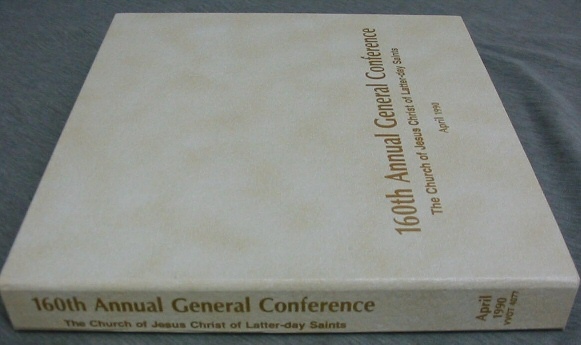 160th Annual General Conference
The Church of Jesus Christ of Latter-day Saints
April 1990
160th Annual General Conference
The Church of Jesus Christ of Latter-day Saints
April
1990